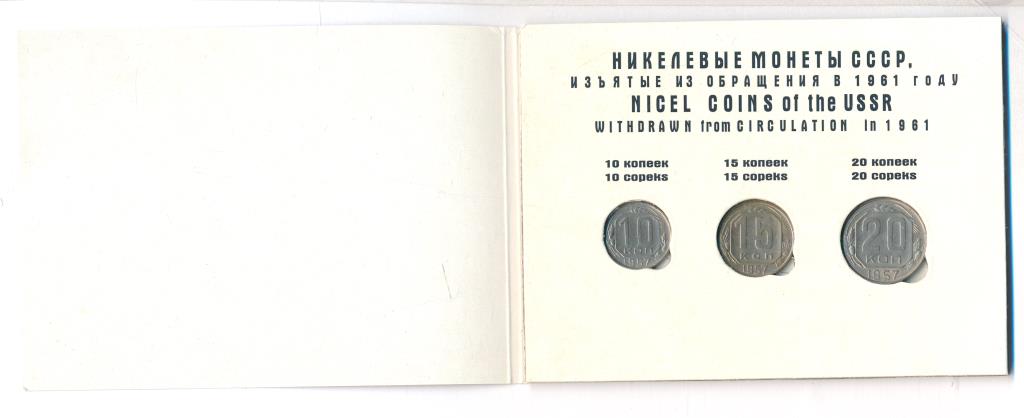 НИКЕЛЕВЫЕ МОНЕТЫ СССР,
ИЗЪЯТЫЕ ИЗ ОБРАЩЕНИЯ В 1961 ГОДУ
NICEL COINS of the USSR
WITHDRAWN from CIRCULATION in 1961
10 копеек
10 copeks
15 копеек
15 copeks
20 копеек
20 copeks
10
КОП
1957
15
КОП
1957
20
КОП
1957